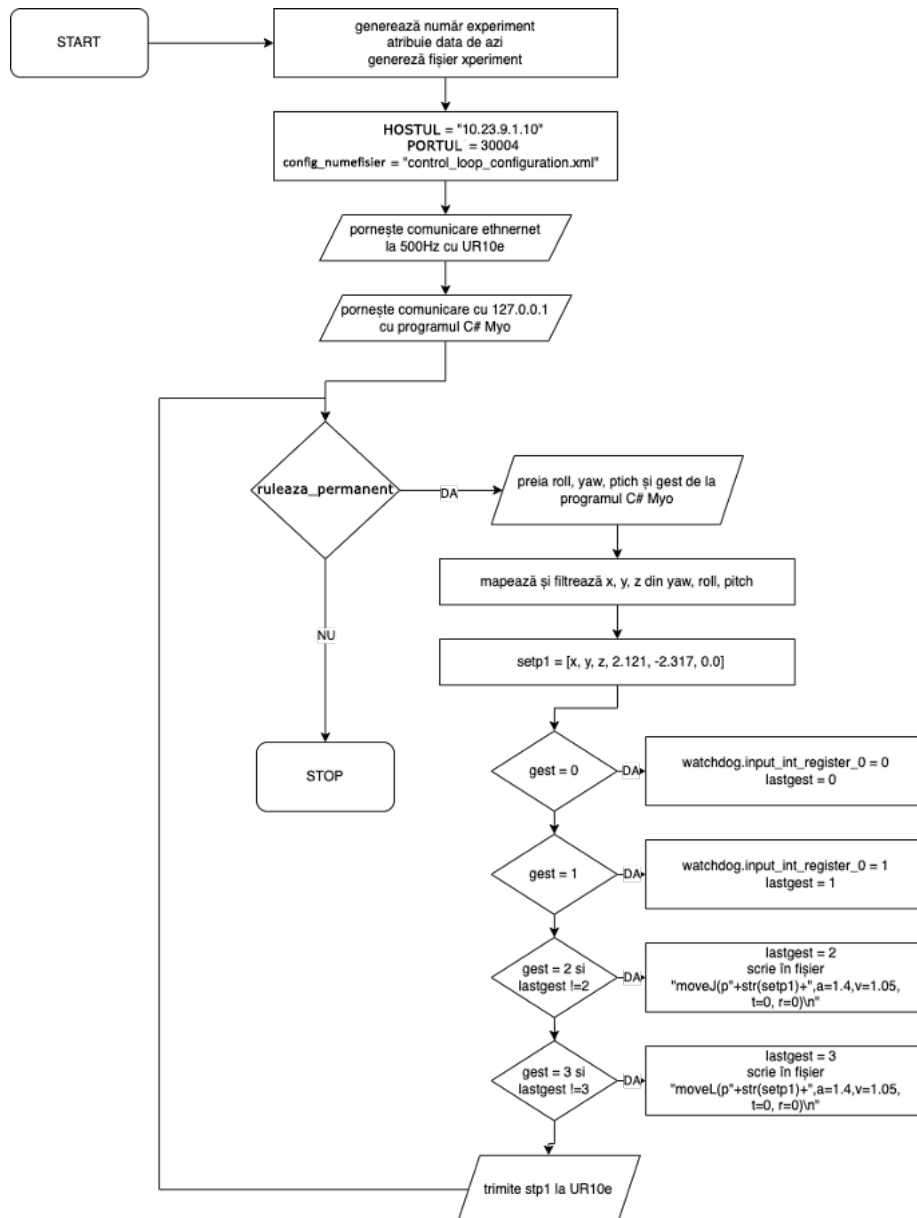 START
generează număr experiment
atribuie data de azi
genereză fișier xperiment
HOSTUL = "10.23.9.1.10"
PORTUL = 30004
config_numefisier = "control_loop_configuration.xml"
pornește comunicare ethnernet
la 500Hz cu UR10e
pornește comunicare cu 127.0.0.1
cu programul C# Myo
ruleaza_permanent
DA
preia roll, yaw, ptich și gest de la
programul C# Myo
mapează și filtrează x, y, z din yaw, roll, pitch
NU
setp1 = [x, y, z, 2.121, -2.317, 0.0]
STOP
gest = 0
DA
watchdog.input_int_register_0 = 0
lastgest = 0
gest = 1
DA
watchdog.input_int_register_0 = 1
lastgest = 1
gest = 2 si
lastgest !=2
DA
lastgest = 2
scrie în fișier
"moveJ(p"+str(setp1)+",a=1.4,v=1.05,
t=0, r=0)\n"
gest = 3 si
lastgest !=3
DA
lastgest = 3
scrie în fișier
"moveL(p"+str(setp1)+",a=1.4,v=1.05,
t=0, r=0)\n"
trimite stp1 la UR10e